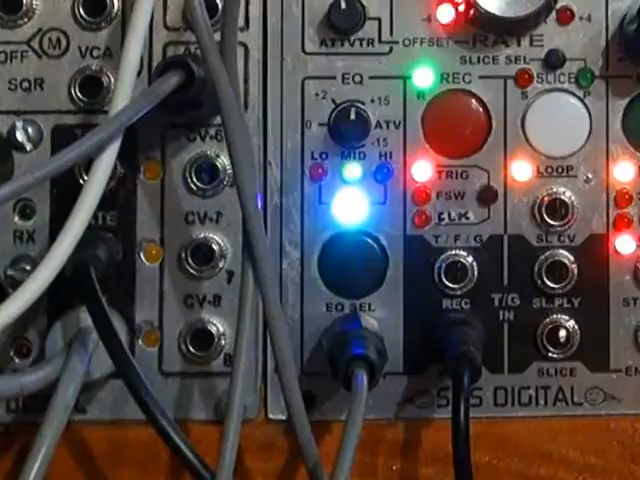 OFF
M
VCA
SQR
ATTVTR
OFFSET
-4
+4
RATE
SLICE SEL
EQ
REC
SLICE
R
S
P
+2
+15
0
ATV
-15
LO
MID
HI
TRIG
FSW
CLK
LOOP
CV-6
CV-7
7
CV-8
8
RX
T/F/G
REC
EQ SEL
SL.CV
SL.PLY
T/G
IN
SLICE
DIGITAL